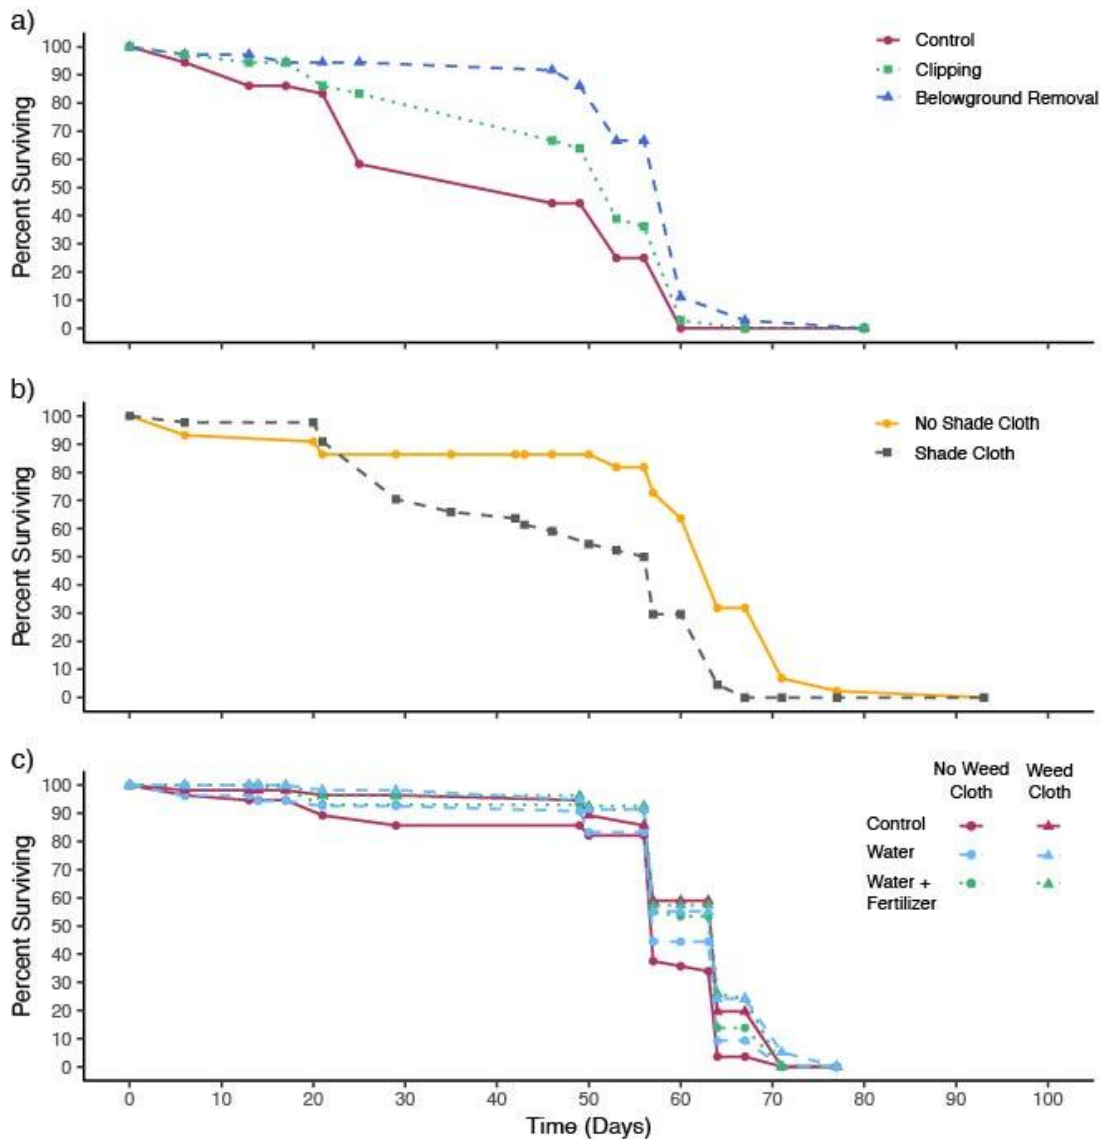 a)
Percent Surviving
100
90
80
70
60
50
40
30
20
10
0
Control
Clipping
Belowground Removal
b)
Percent Surviving
100
90
80
70
60
50
40
30
20
10
0
No Shade Cloth
Shade Cloth
c)
Percent Surviving
100
90
80
70
60
50
40
30
20
10
0
No Weed Weed
Cloth Cloth
Control
Water
Water +
Fertilizer
0 10 20 30 40 50 60 70 80 90 100
Time (Days)